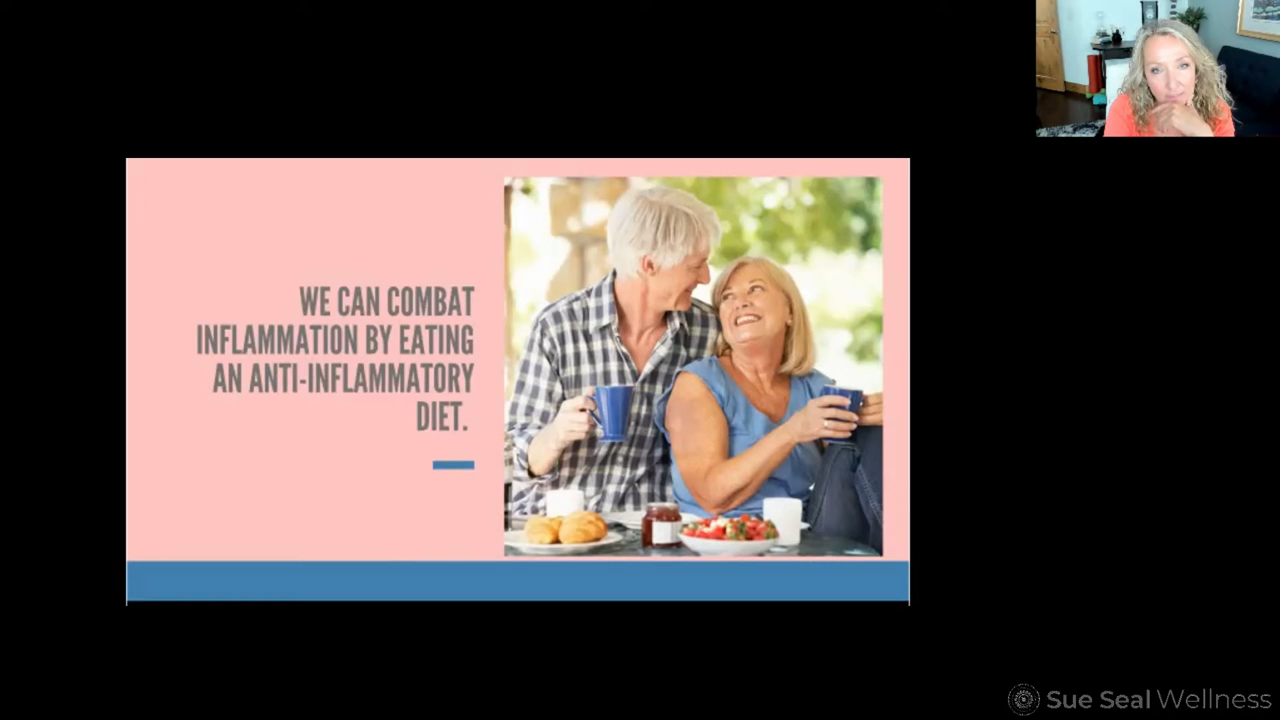 WE CAN COMBAT
INFLAMMATION BY EATING
AN ANTI-INFLAMMATORY
DIET.
Sue Seal Wellness